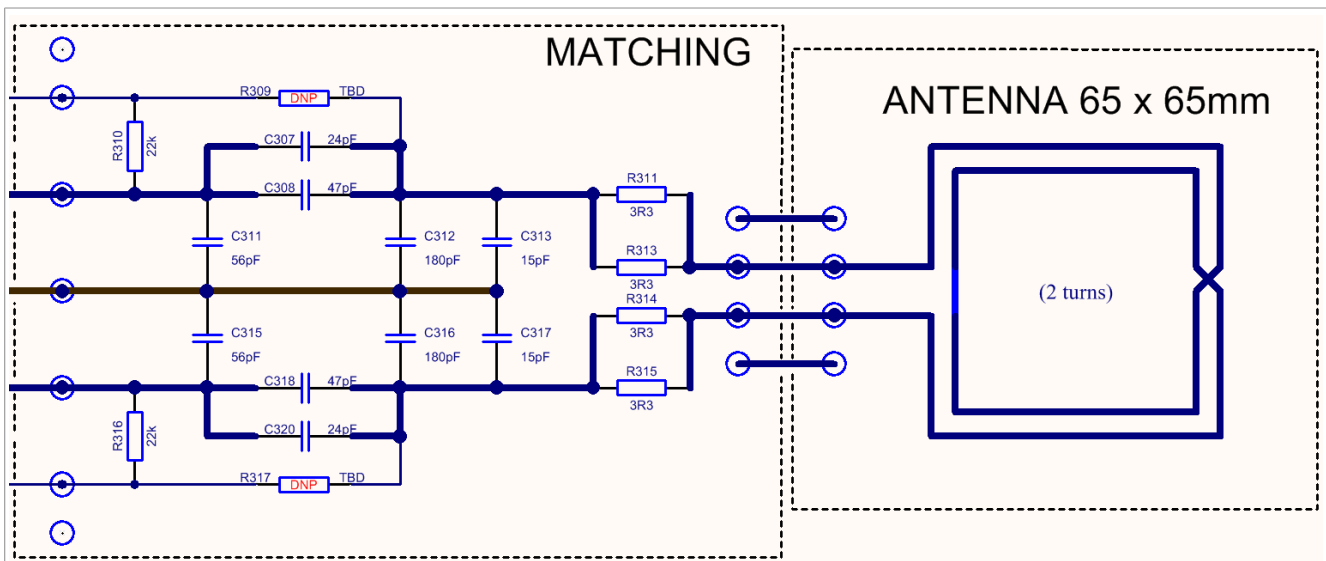 MATCHING
ANTENNA 65 x 65mm
R309 DNP TBD
R310 22k
C307 24pF
C308 47pF
R311
3R3
C311
56pF
C312
180pF
C313
15pF
R313
3R3
R314
3R3
(2 turns)
C315
56pF
C316
180pF
C317
15pF
C318 47pF
R315
3R3
R316 22k
C320 24pF
R317 DNP TBD